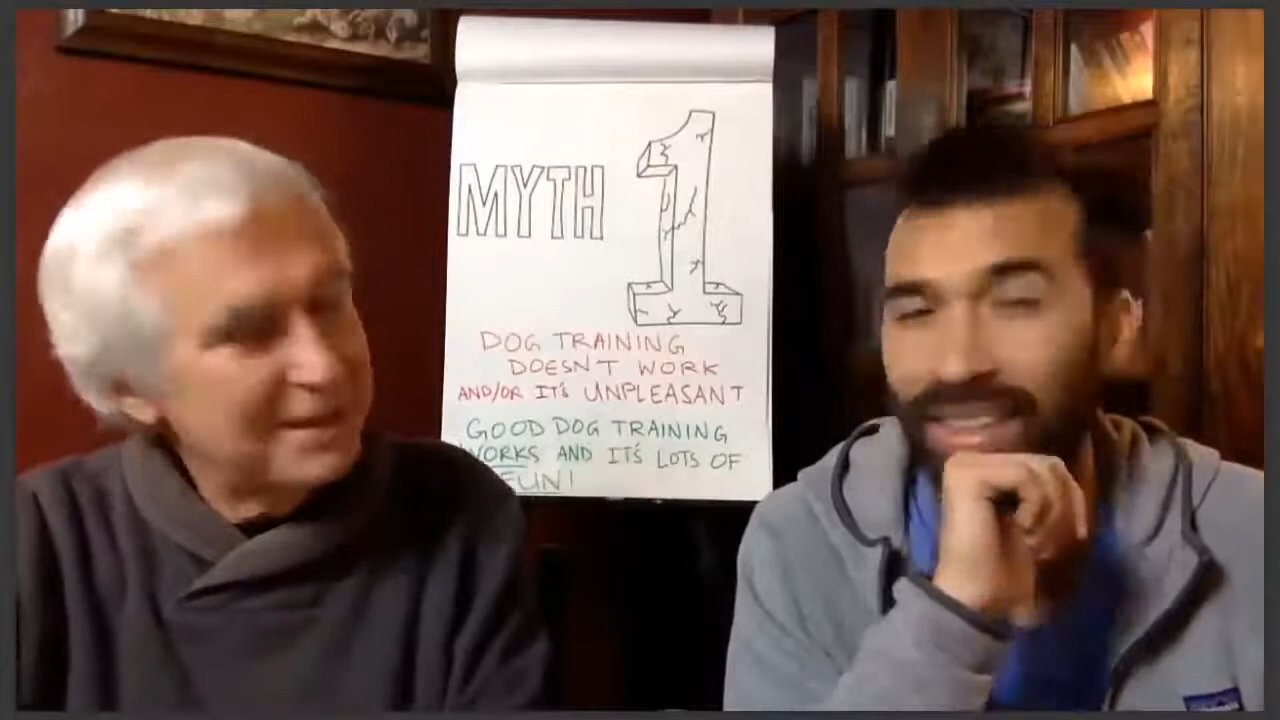 MYTH 1
DOG TRAINING
DOESN'T WORK
AND/OR IT'S UNPLEASANT
GOOD DOG TRAINING
WORKS AND IT'S LOTS OF
FUN!